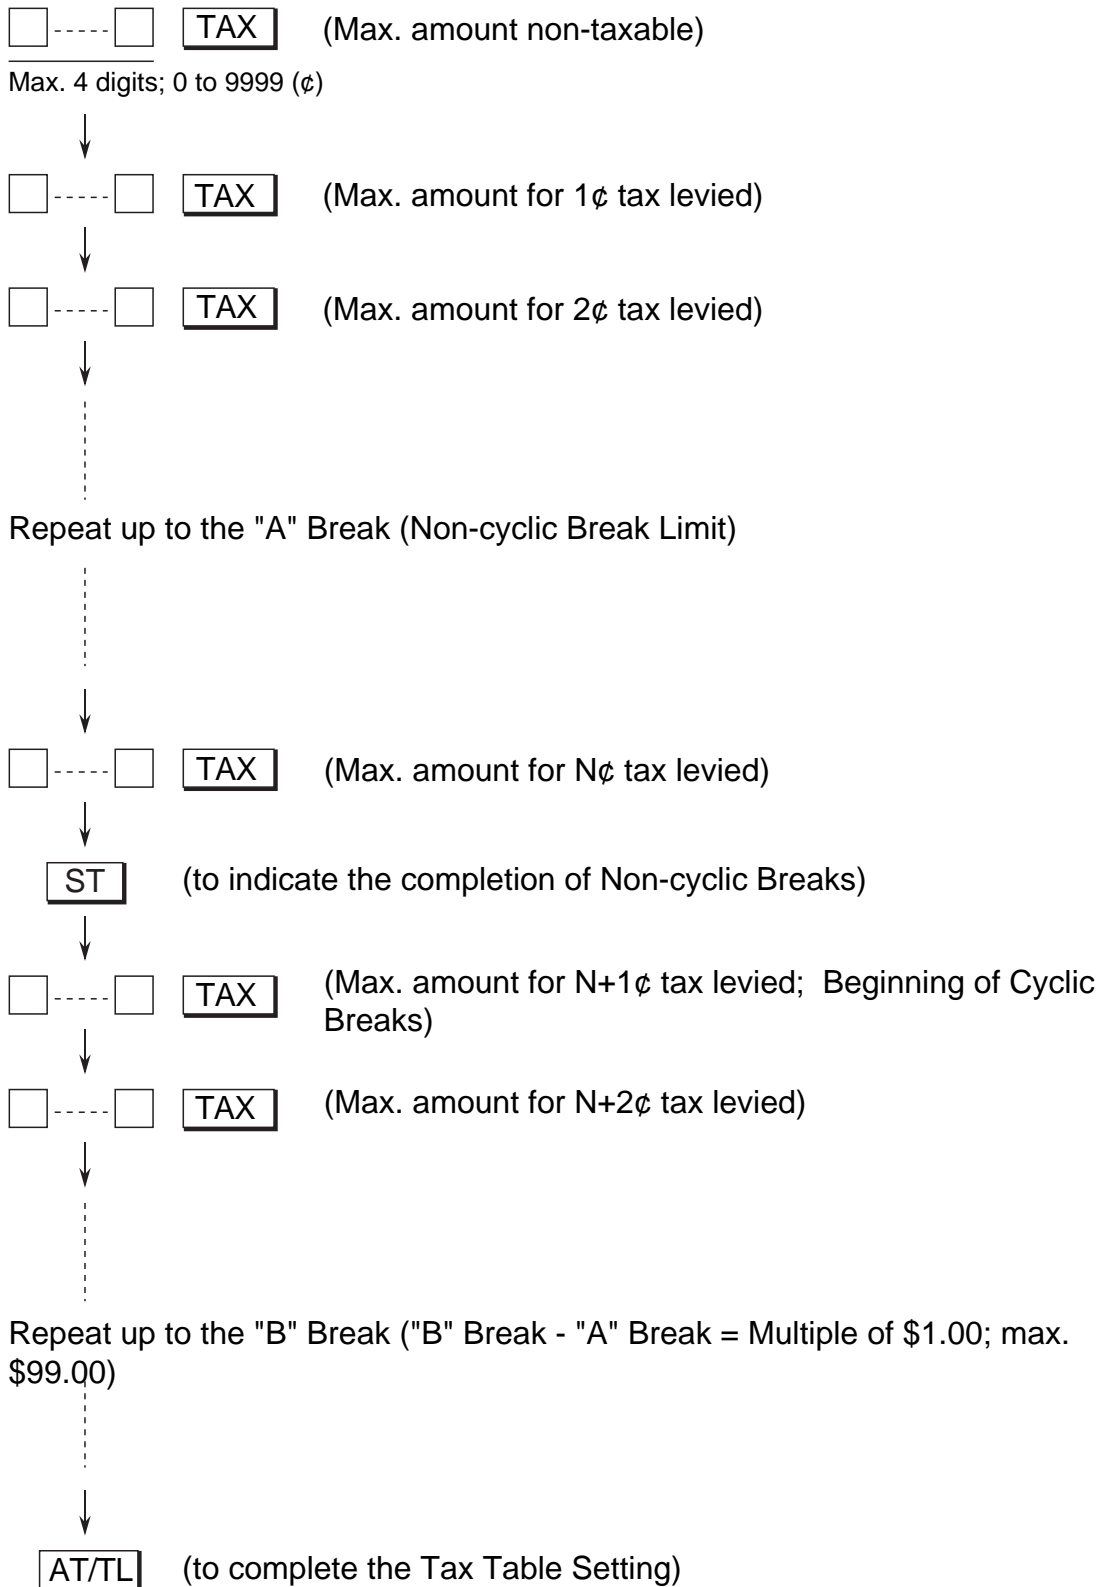 TAX (Max. amount non-taxable)
Max. 4 digits; 0 to 9999 (¢)
TAX (Max. amount for 1¢ tax levied)
TAX (Max. amount for 2¢ tax levied)
Repeat up to the "A" Break (Non-cyclic Break Limit)
TAX (Max. amount for N¢ tax levied)
ST (to indicate the completion of Non-cyclic Breaks)
TAX (Max. amount for N+1¢ tax levied; Beginning of Cyclic
Breaks)
TAX (Max. amount for N+2¢ tax levied)
Repeat up to the "B" Break ("B" Break - "A" Break = Multiple of $1.00; max.
$99.00)
AT/TL (to complete the Tax Table Setting)